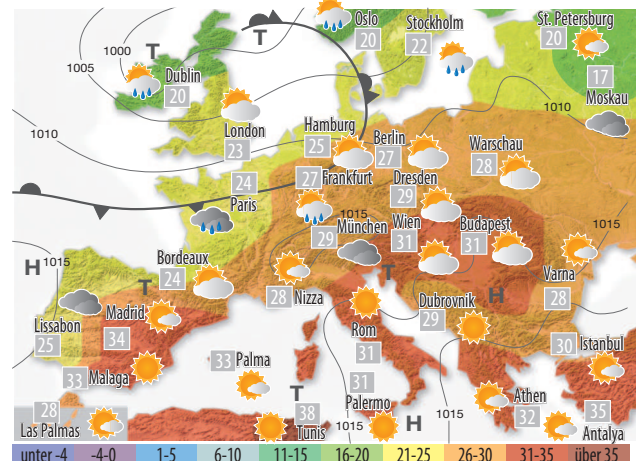 Oslo
20
Stockholm
22
St. Petersburg
20
17
Moskau
1000
1005
T
T
Dublin
20
1010
London
23
Hamburg
25
Berlin
27
Warschau
28
1010
24
Paris
27
Frankfurt
Dresden
29
1015
29
München
Wien
31
Budapest
31
1015
H
1015
T
Bordeaux
24
28
Nizza
T
H
Varna
28
Lissabon
25
Madrid
34
Dubrovnik
29
Rom
31
33
Palma
33
Malaga
30
Istanbul
28
Las Palmas
T
38
Tunis
31
Palermo
H
1015
1015
Athen
32
35
Antalya
unter -4
-4-0
1-5
6-10
11-15
16-20
21-25
26-30
31-35
über 35